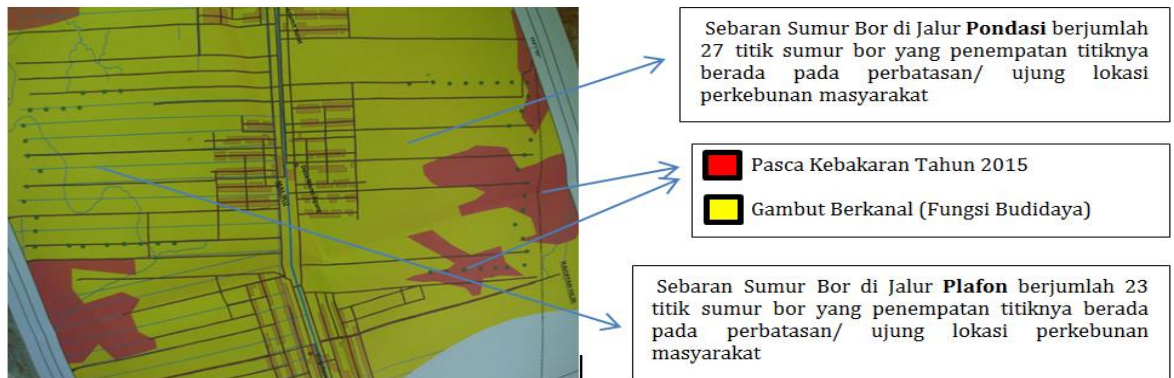 Sebaran Sumur Bor di Jalur Pondasi berjumlah
27 titik sumur bor yang penempatan titiknya
berada pada perbatasan/ ujung lokasi
perkebunan masyarakat
Pasca Kebakaran Tahun 2015
Gambut Berkanal (Fungsi Budidaya)
Sebaran Sumur Bor di Jalur Plafon berjumlah 23
titik sumur bor yang penempatan titiknya berada
pada perbatasan/ ujung lokasi perkebunan
masyarakat
MALIKU